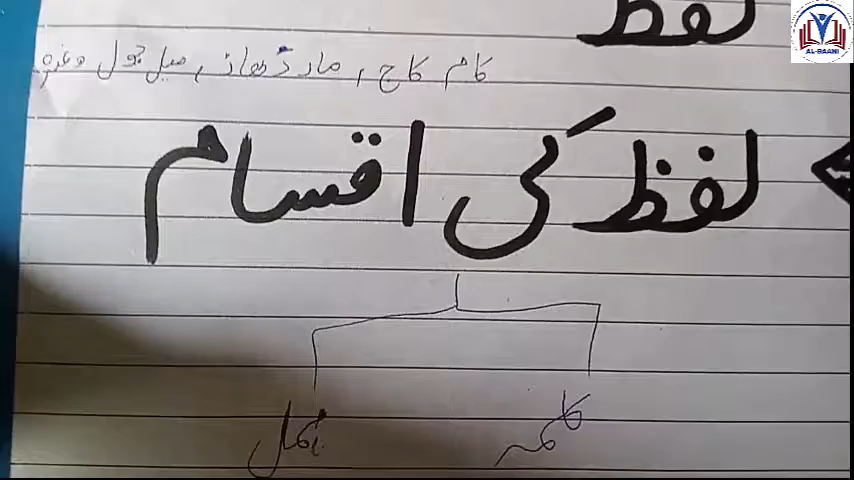 لفظ
کام کاج، مار دھاڑ، میل جول وغیرہ
لفظ کی اقسام
کلمہ مہمل